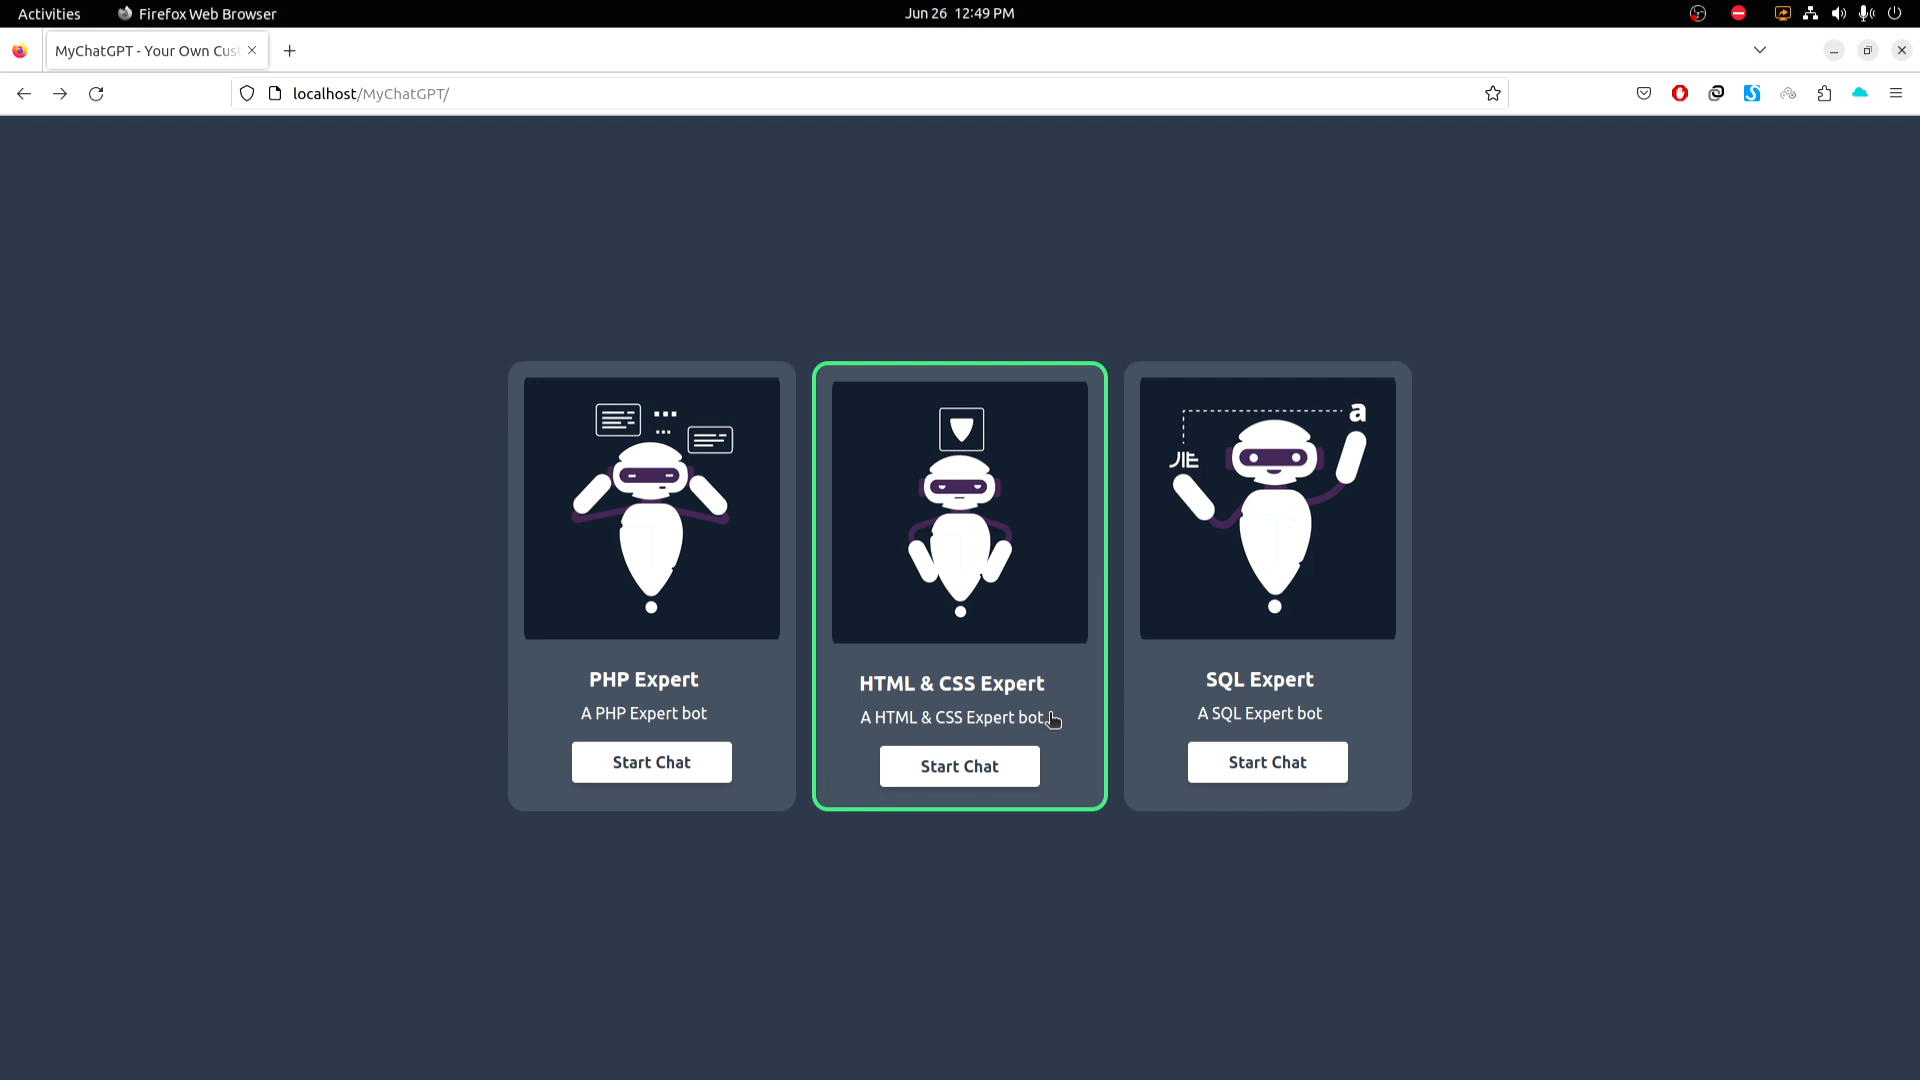 Activities
Firefox Web Browser
Jun 26 12:49 PM
MyChatGPT - Your Own Cus
localhost/MyChatGPT/
a
PHP Expert
A PHP Expert bot
Start Chat
HTML & CSS Expert
A HTML & CSS Expert bot
Start Chat
SQL Expert
A SQL Expert bot
Start Chat